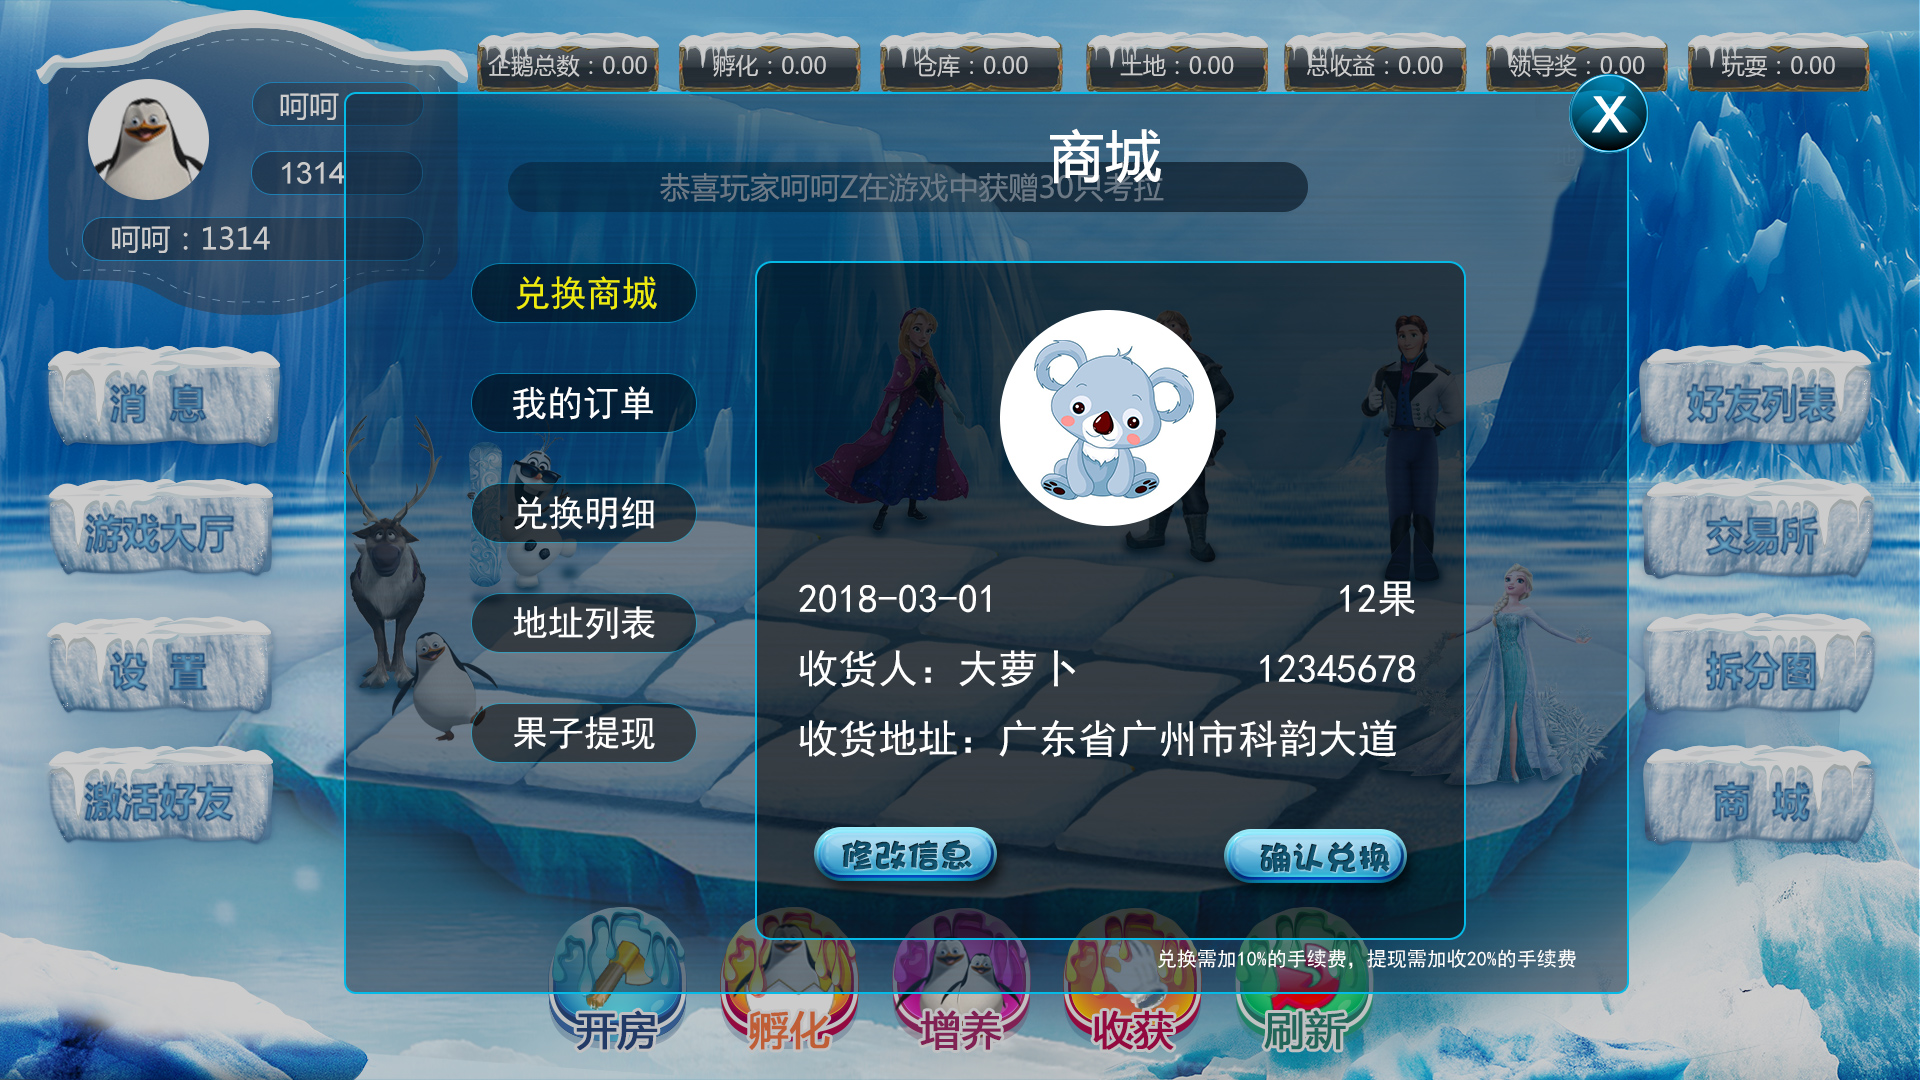 企鹅总数：0.00
孵化：0.00
仓库：0.00
土地：0.00
总收益：0.00
领导奖：0.00
玩耍：0.00
呵呵
1314
呵呵：1314
X
商城
恭喜玩家呵呵Z在游戏中获赠30只考拉
兑换商城
我的订单
兑换明细
地址列表
果子提现
2018-03-01
12果
收货人：大萝卜
12345678
收货地址：广东省广州市科韵大道
修改信息
确认兑换
兑换需加10%的手续费，提现需加收20%的手续费
消息
游戏大厅
设置
激活好友
好友列表
交易所
拆分图
商城
开房
孵化
增养
收获
刷新